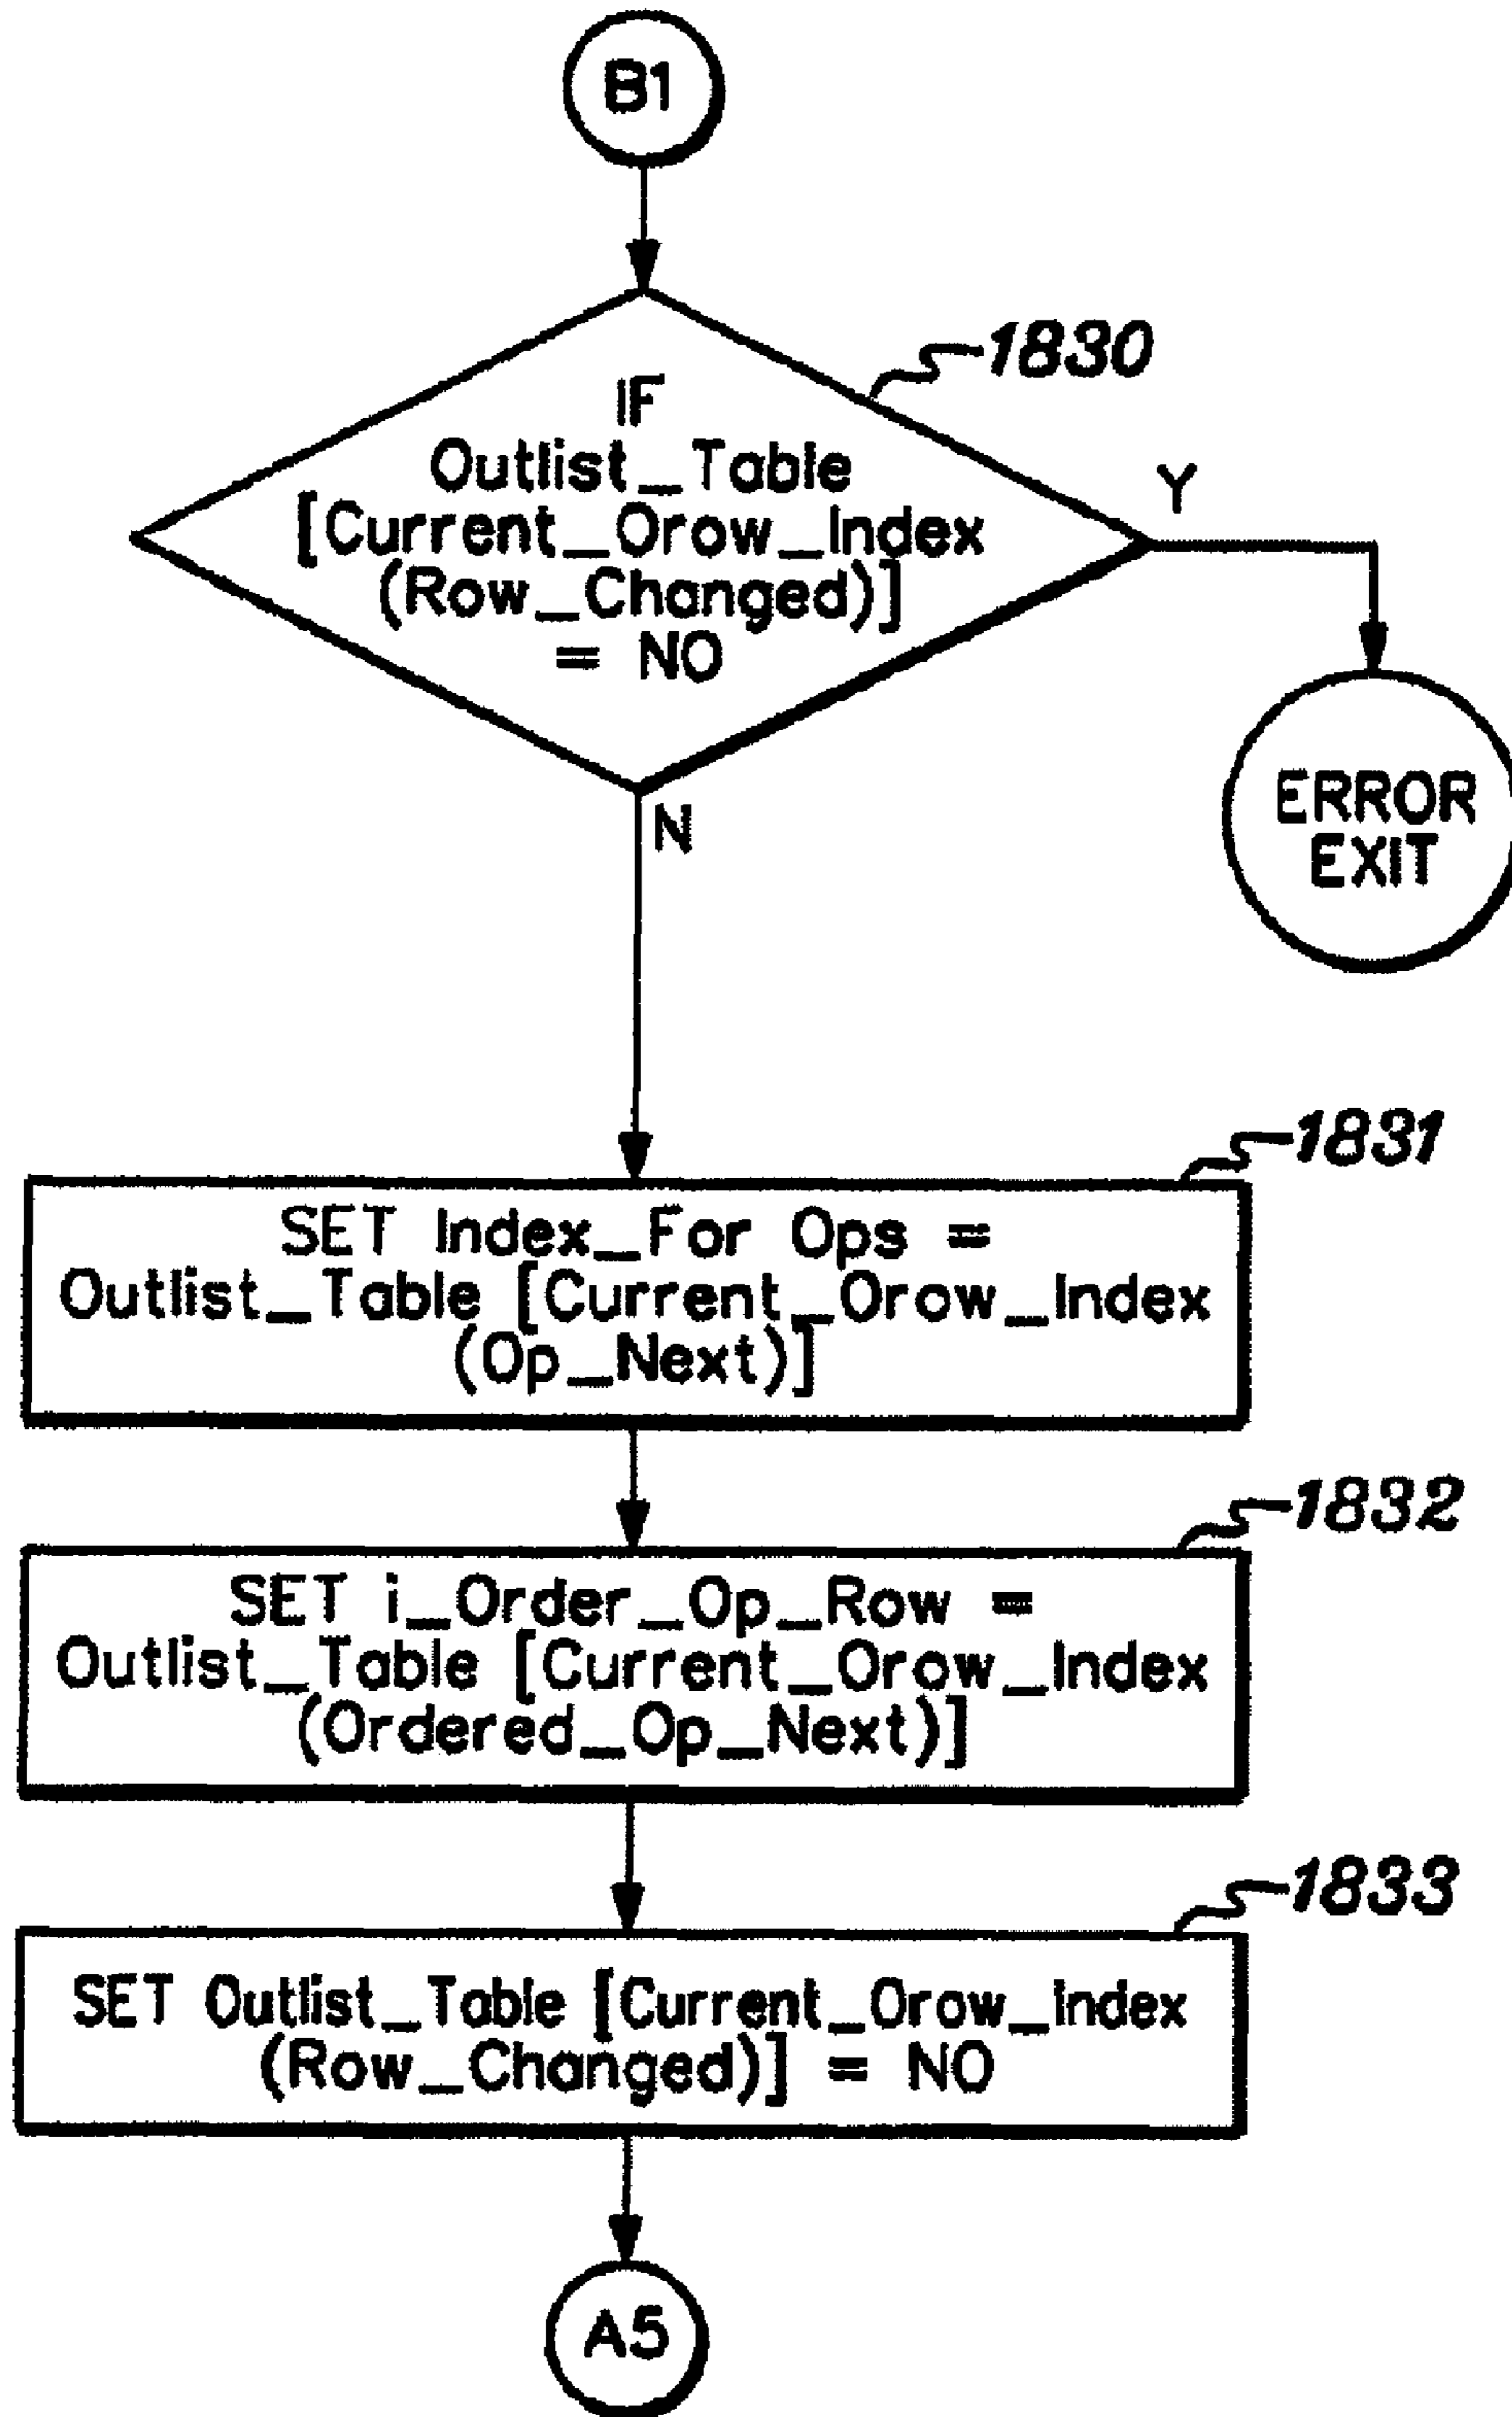 B1
1830
IF
Outlist_Table
[Current_Orow_Index
(Row_Changed)]
= NO
Y
N
ERROR
EXIT
1831
SET Index_For Ops =
Outlist_Table [Current_Orow_Index
(Op_Next)]
1832
SET i_Order_Op_Row =
Outlist_Table [Current_Orow_Index
(Ordered_Op_Next)]
1833
SET Outlist_Table [Current_Orow_Index
(Row_Changed)] = NO
A5